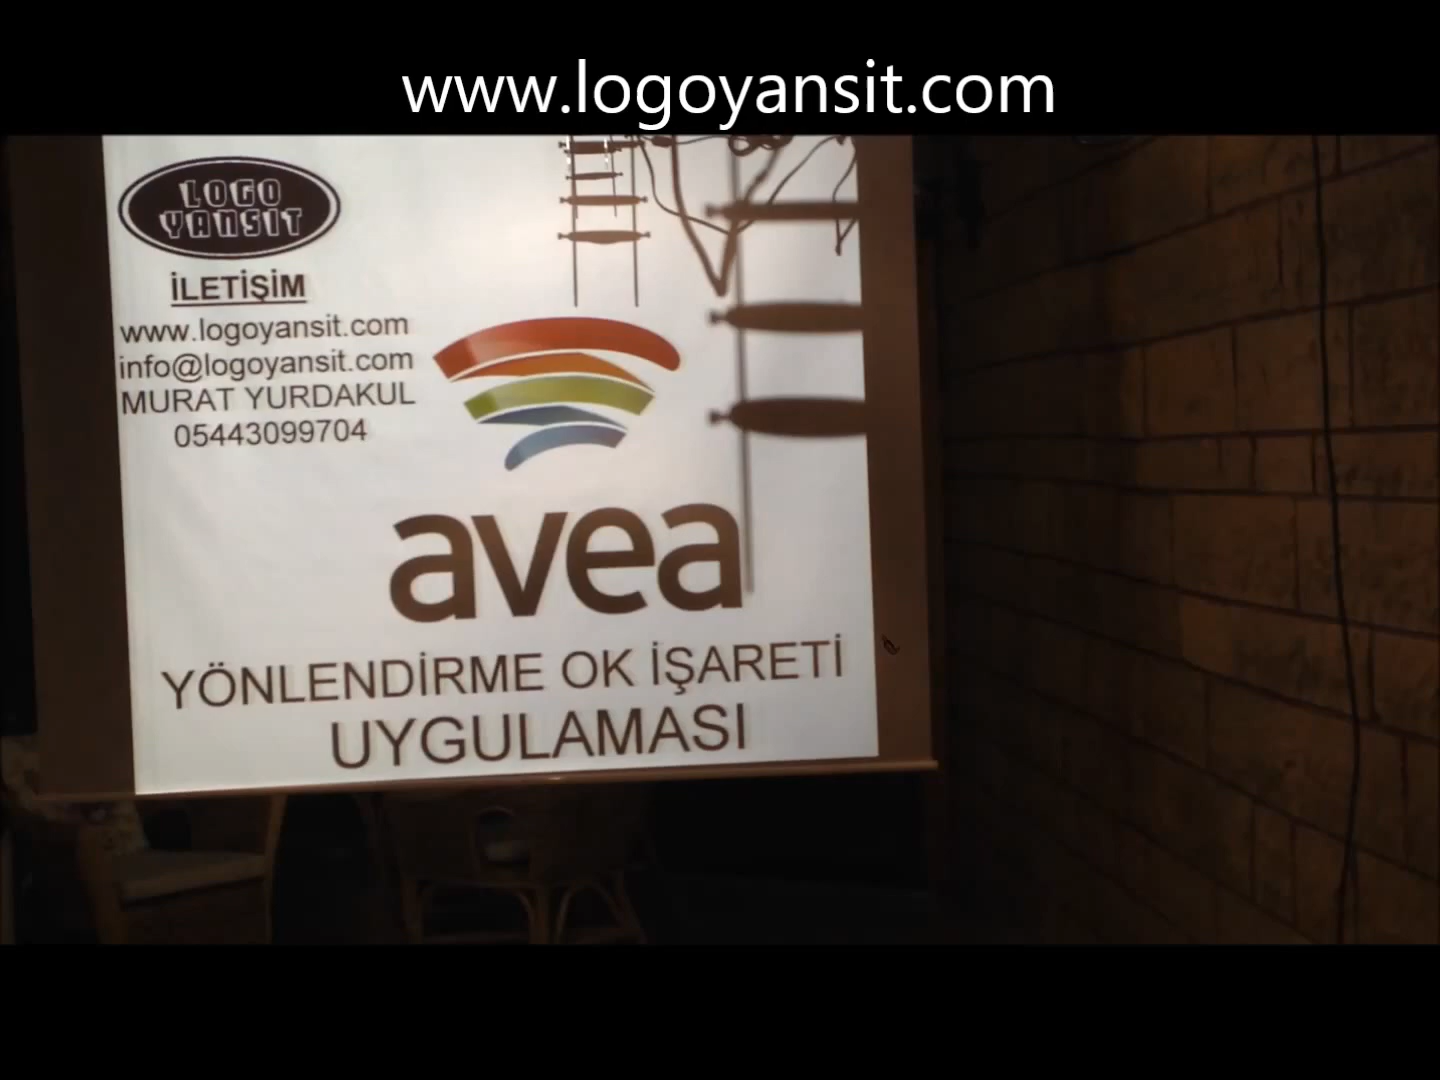 www.logoyansit.com
LOGO
YANSIT
İLETİŞİM
www.logoyansit.com
info@logoyansit.com
MURAT YURDAKUL
05443099704
avea
YÖNLENDİRME OK İŞARETİ
UYGULAMASI